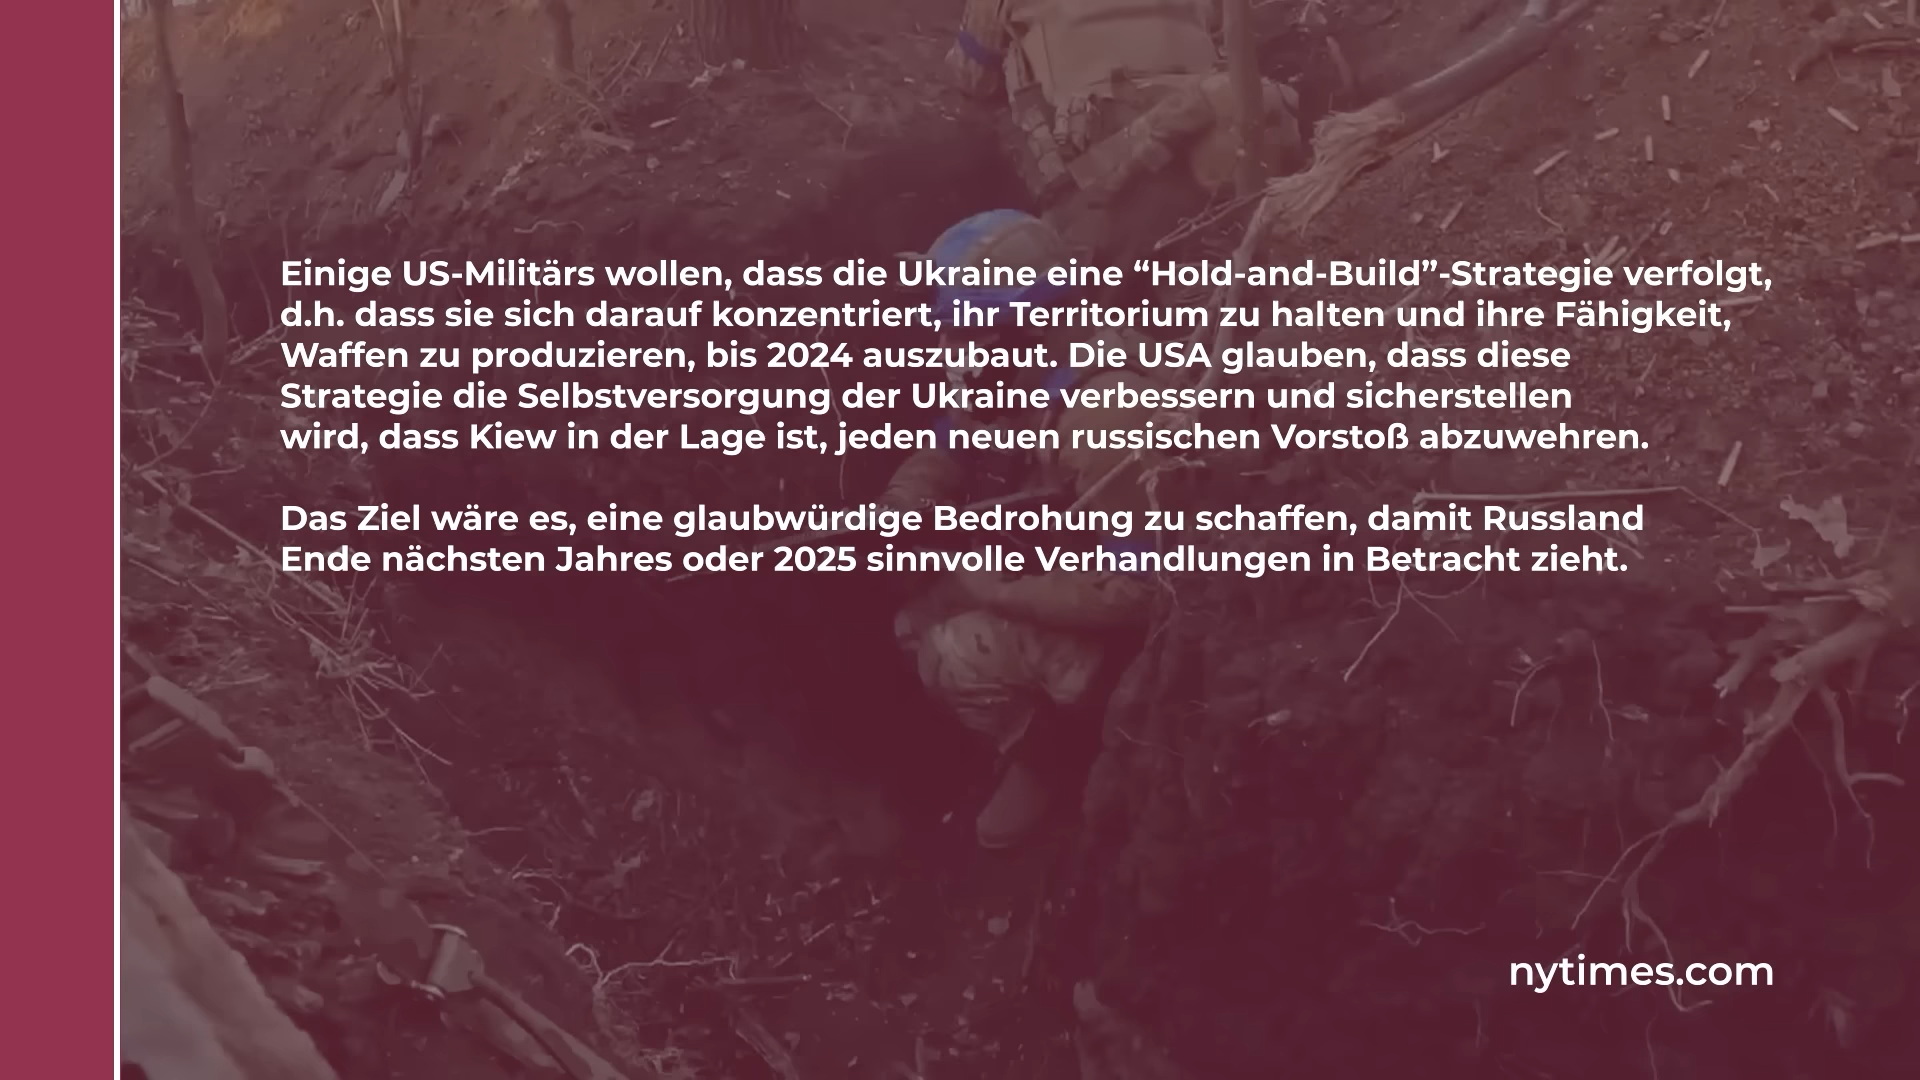 Einige US-Militärs wollen, dass die Ukraine eine “Hold-and-Build”-Strategie verfolgt,
d.h. dass sie sich darauf konzentriert, ihr Territorium zu halten und ihre Fähigkeit,
Waffen zu produzieren, bis 2024 auszubaut. Die USA glauben, dass diese
Strategie die Selbstversorgung der Ukraine verbessern und sicherstellen
wird, dass Kiew in der Lage ist, jeden neuen russischen Vorstoß abzuwehren.
Das Ziel wäre es, eine glaubwürdige Bedrohung zu schaffen, damit Russland
Ende nächsten Jahres oder 2025 sinnvolle Verhandlungen in Betracht zieht.
nytimes.com